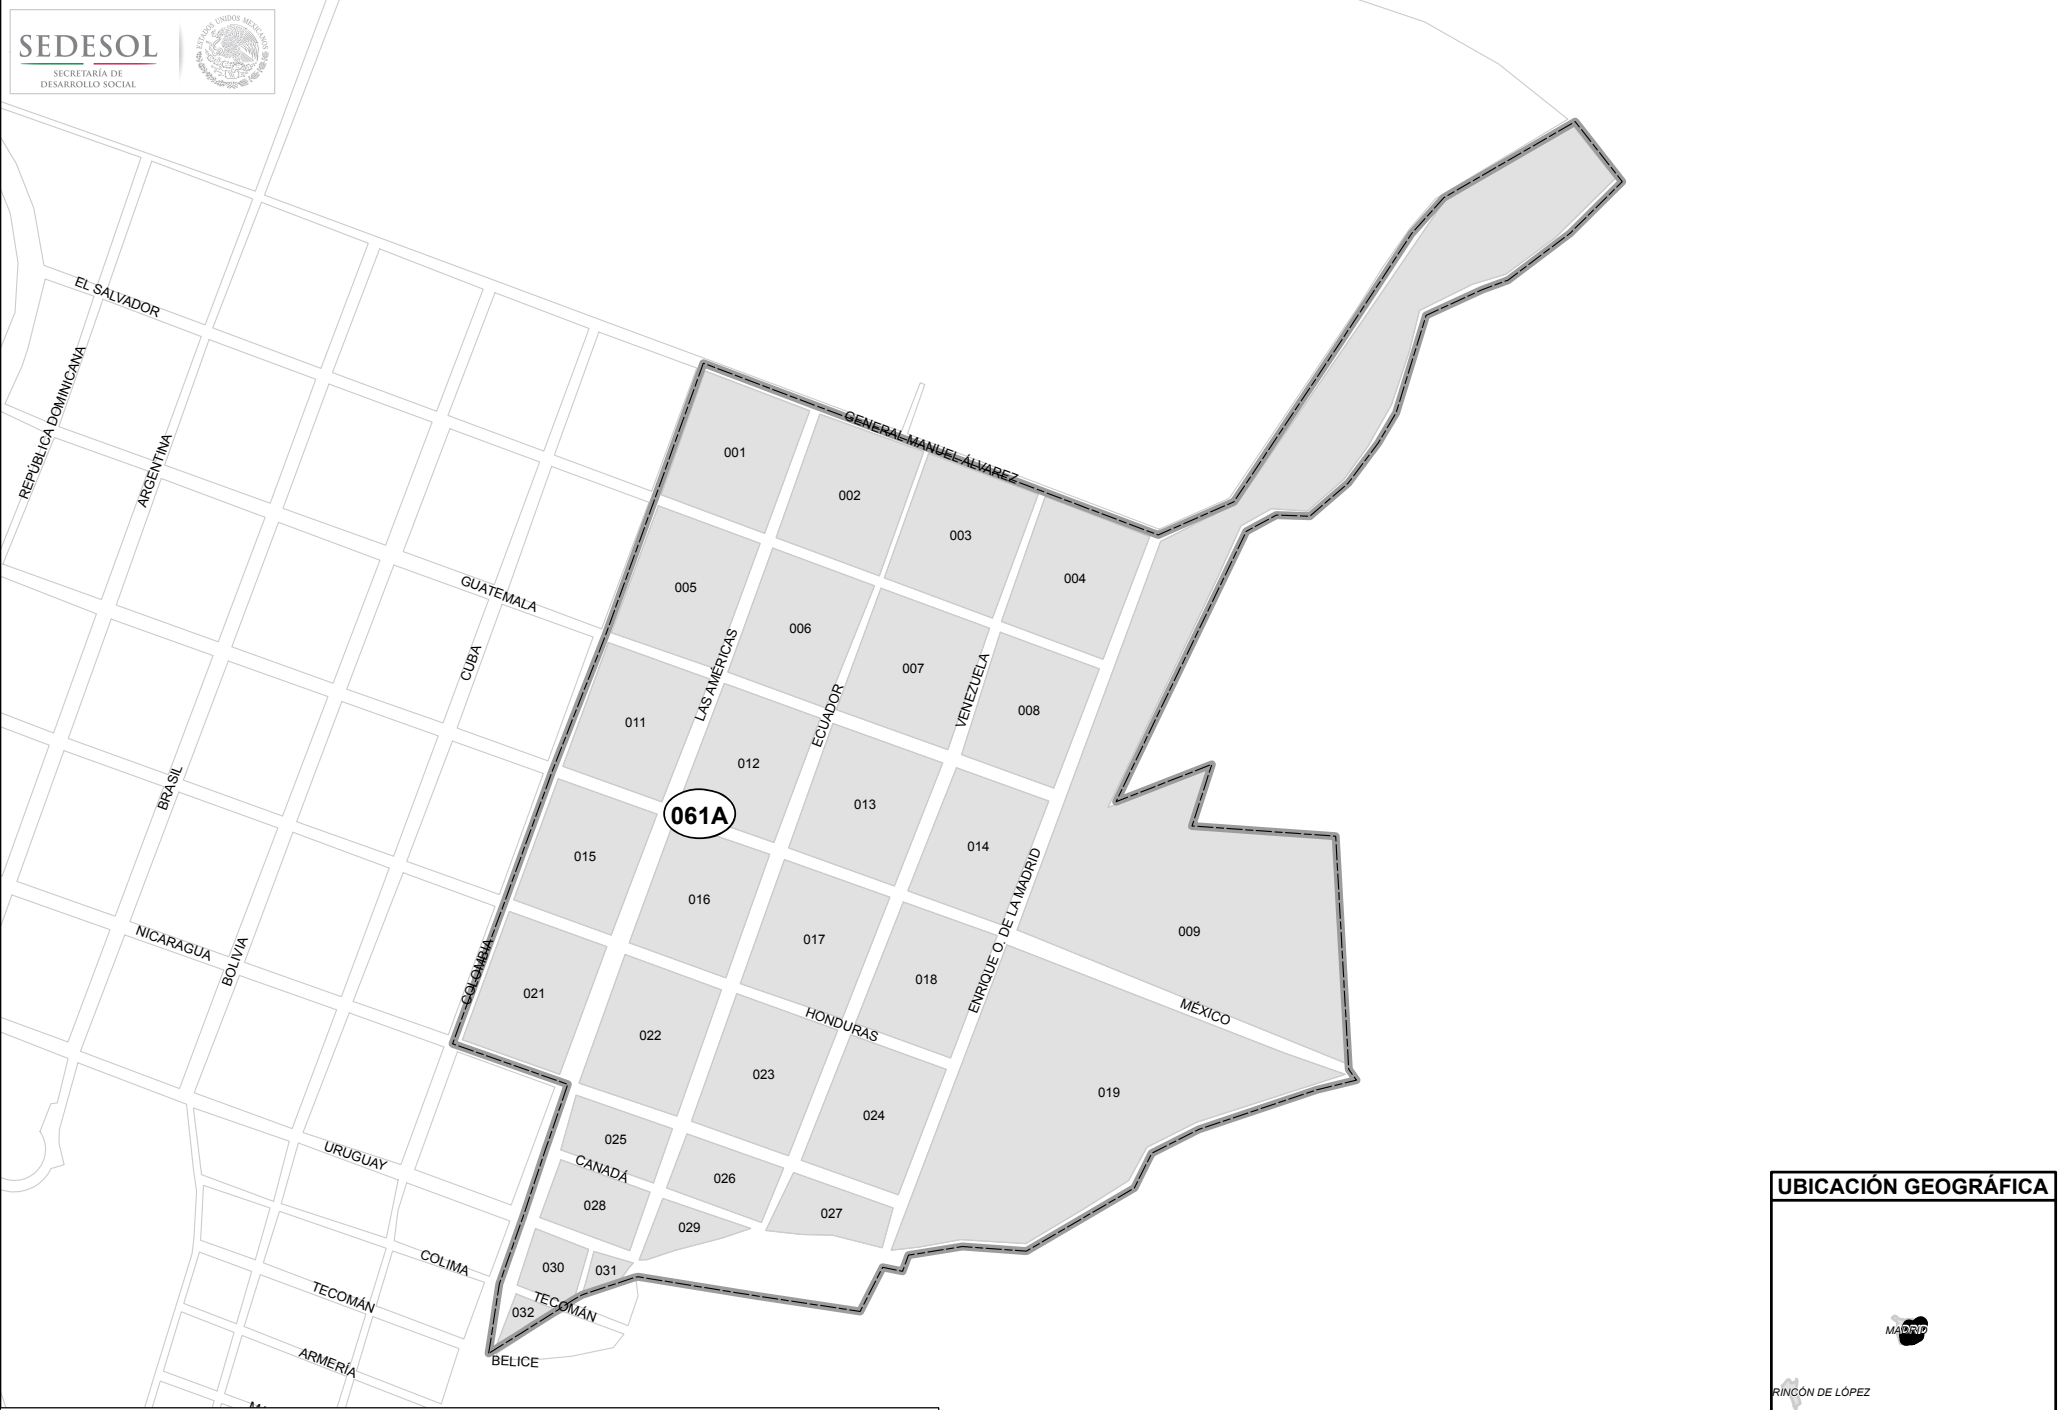 SEDESOL
SECRETARÍA DE
DESARROLLO SOCIAL
ESTADOS UNIDOS MEXICANOS
EL SALVADOR
REPÚBLICA DOMINICANA
ARGENTINA
GENERAL MANUEL ÁLVAREZ
001
002
003
004
GUATEMALA
005
006
007
008
CUBA
LAS AMÉRICAS
ECUADOR
VENEZUELA
011
012
013
014
BRASIL
061A
015
016
017
018
ENRIQUE O. DE LA MADRID
009
NICARAGUA
BOLIVIA
COLOMBIA
021
022
023
024
HONDURAS
MÉXICO
019
URUGUAY
025
CANADÁ
026
027
028
029
COLIMA
030
031
TECOMÁN
TECOMÁN
032
ARMERÍA
BELICE
UBICACIÓN GEOGRÁFICA
MADRID
RINCÓN DE LÓPEZ